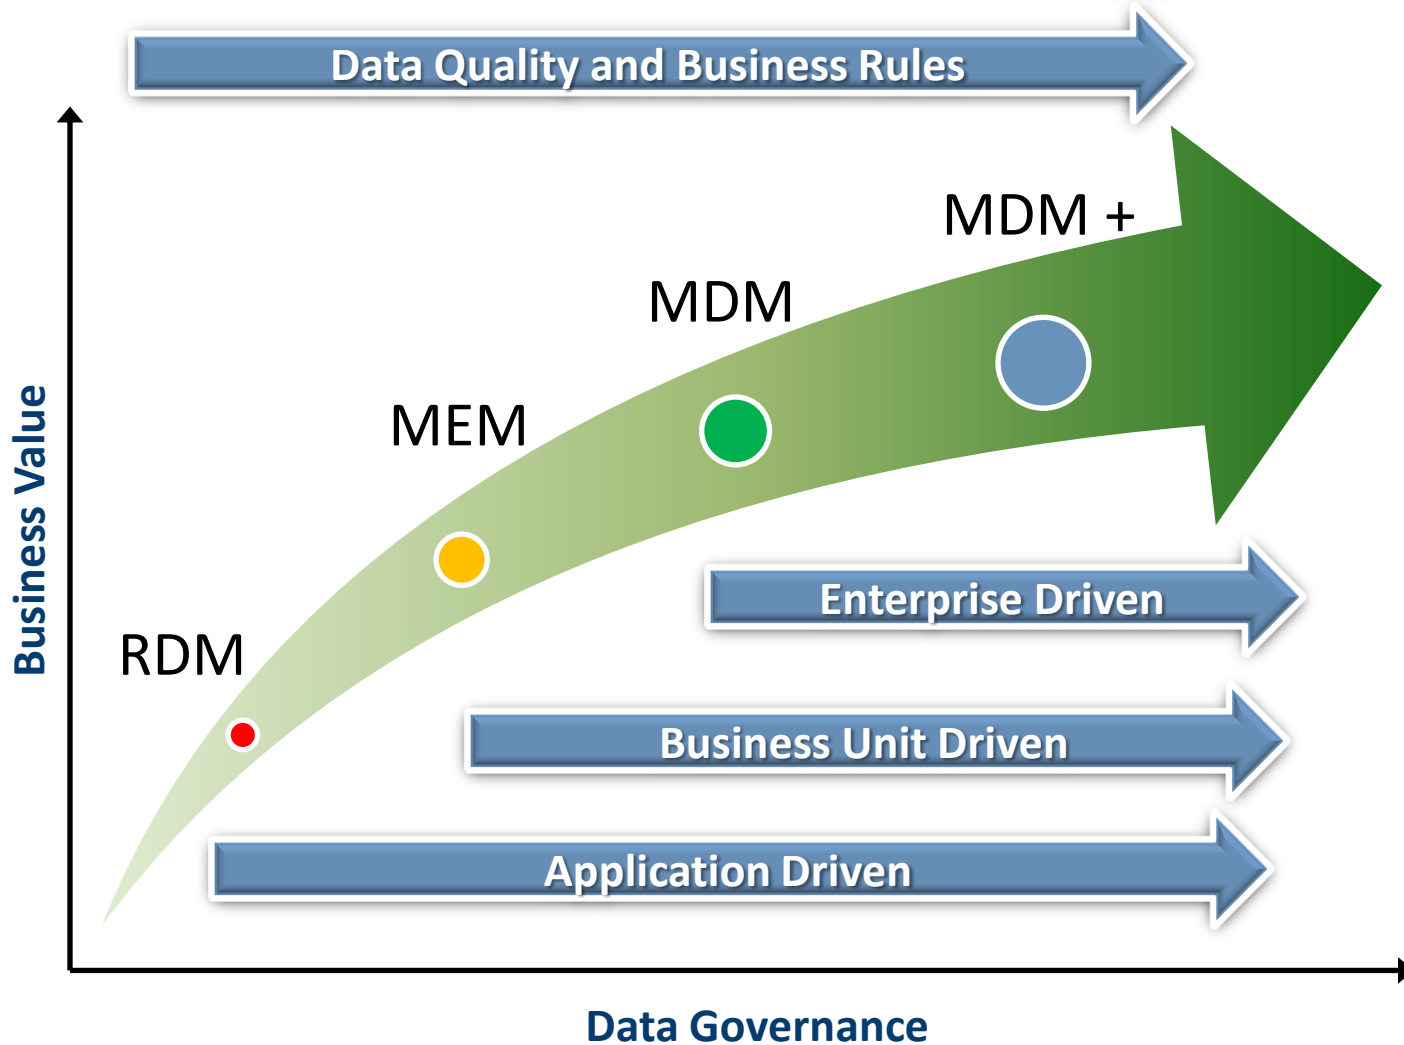 Data Quality and Business Rules
MDM +
MDM
MEM
RDM
Business Value
Enterprise Driven
Business Unit Driven
Application Driven
Data Governance